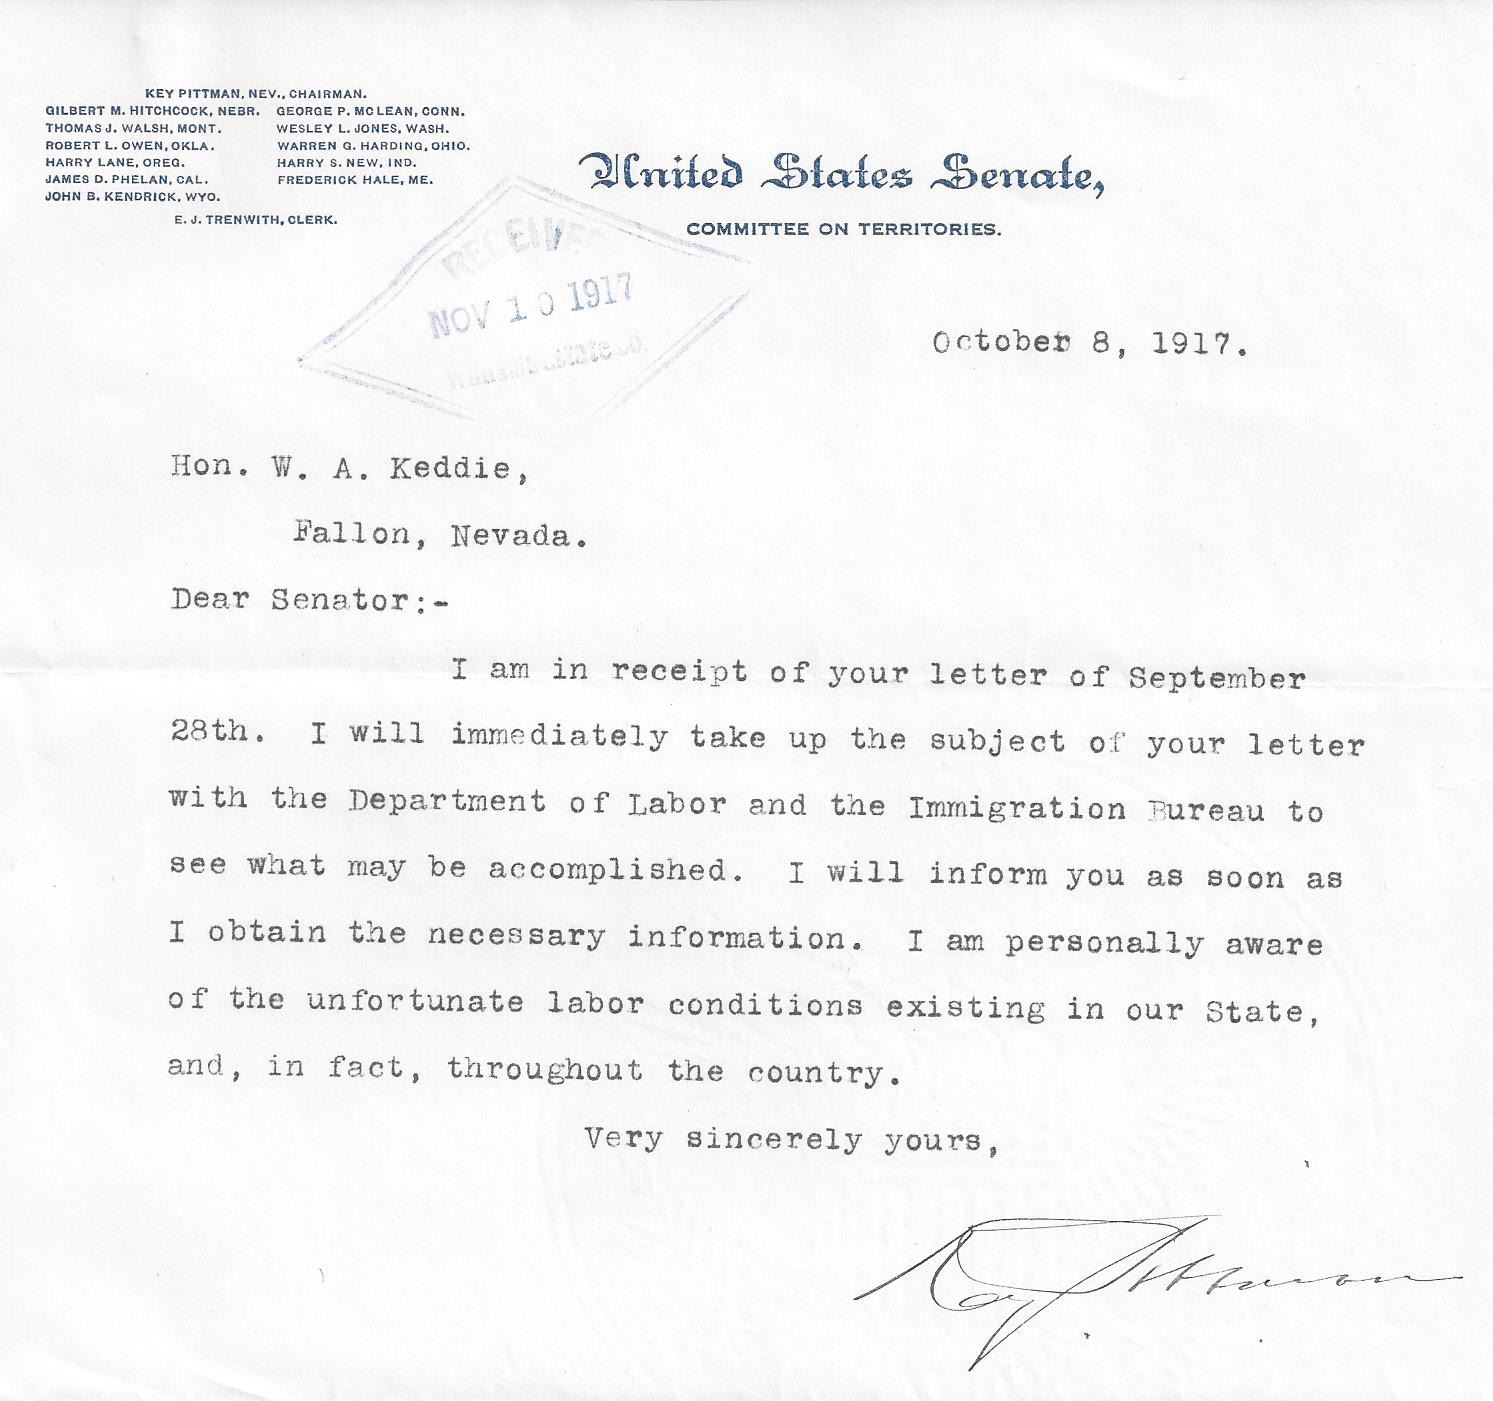 KEY PITTMAN, NEV., CHAIRMAN.
GILBERT M. HITCHCOCK, NEBR. GEORGE P. MCLEAN, CONN.
THOMAS J. WALSH, MONT. WESLEY L. JONES, WASH.
ROBERT L. OWEN, OKLA. WARREN G. HARDING, OHIO.
HARRY LANE, OREG. HARRY S. NEW, IND.
JAMES D. PHELAN, CAL. FREDERICK HALE, ME.
JOHN B. KENDRICK, WYO.
E. J. TRENWITH, CLERK.
United States Senate,
COMMITTEE ON TERRITORIES.
RECEIVED
NOV 10 1917
Williams Estate Co.
October 8, 1917.
Hon. W. A. Keddie,
Fallon, Nevada.
Dear Senator:-
I am in receipt of your letter of September
28th. I will immediately take up the subject of your letter
with the Department of Labor and the Immigration Bureau to
see what may be accomplished. I will inform you as soon as
I obtain the necessary information. I am personally aware
of the unfortunate labor conditions existing in our State,
and, in fact, throughout the country.
Very sincerely yours,
Key Pittman